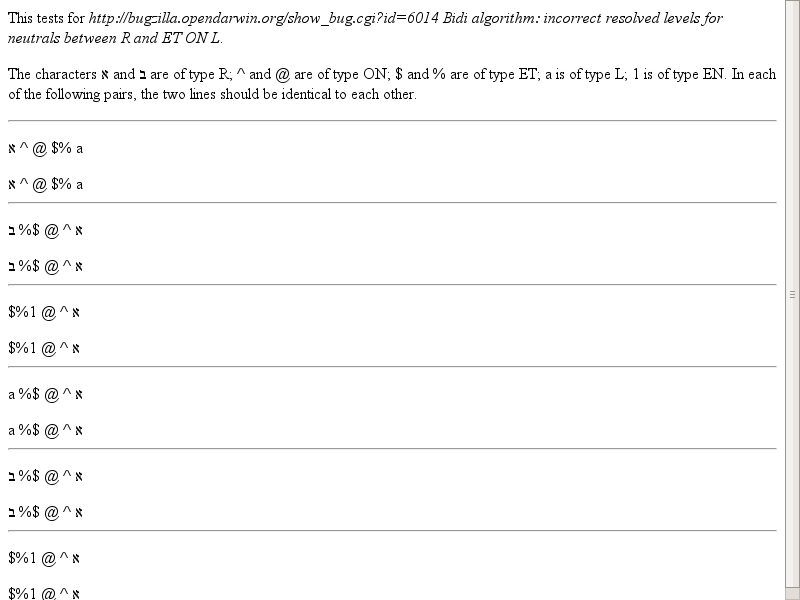 This tests for http://bugzilla.opendarwin.org/show_bug.cgi?id=6014 Bidi algorithm: incorrect resolved levels for
neutrals between R and ET ON L.
The characters א and ב are of type R; ^ and @ are of type ON; $ and % are of type ET; a is of type L; 1 is of type EN. In each
of the following pairs, the two lines should be identical to each other.
א ^ @ $% a
א ^ @ $% a
א ^ @ $% ב
א ^ @ $% ב
א ^ @ $%1
א ^ @ $%1
א ^ @ $% a
א ^ @ $% a
א ^ @ $% ב
א ^ @ $% ב
א ^ @ $%1
א ^ @ $%1